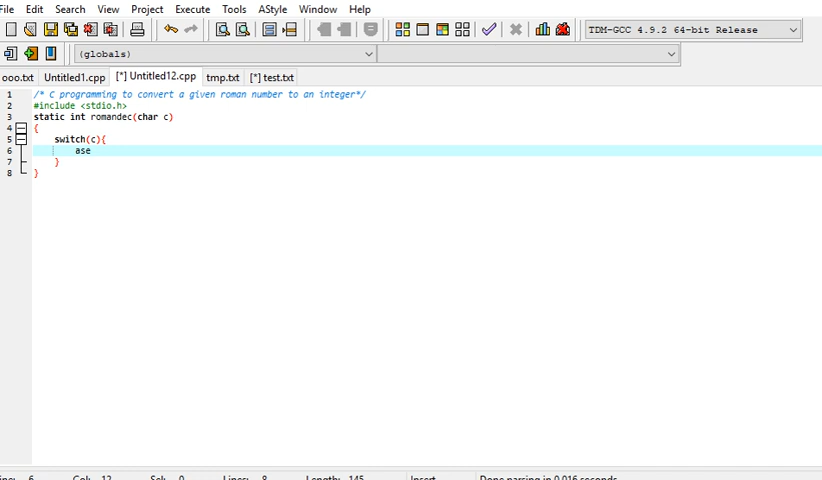 File Edit Search View Project Execute Tools AStyle Window Help
TDM-GCC 4.9.2 64-bit Release
(globals)
ooo.txt Untitled1.cpp [*] Untitled12.cpp tmp.txt [*] test.txt
1 /* C programming to convert a given roman number to an integer*/
2 #include <stdio.h>
3 static int romandec(char c)
4 {
5 switch(c){
6 ase
7 }
8 }
Line: 6 Col: 12 Sel: 0 Lines: 8 Length: 145 Insert Done parsing in 0.016 seconds